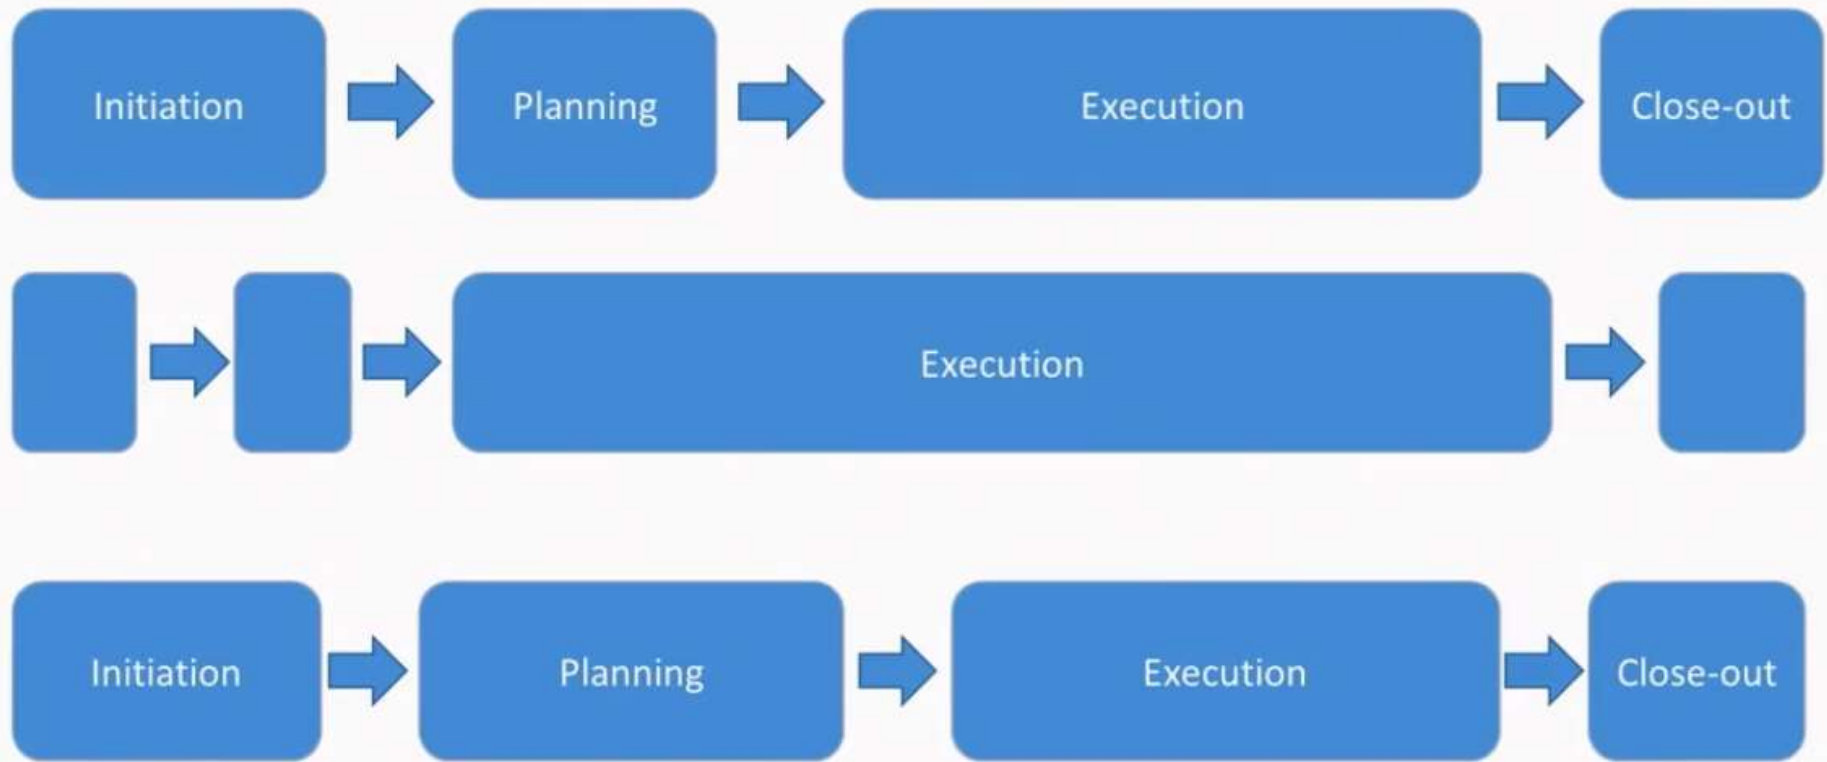 Initiation
Planning
Execution
Close-out
Execution
Initiation
Planning
Execution
Close-out